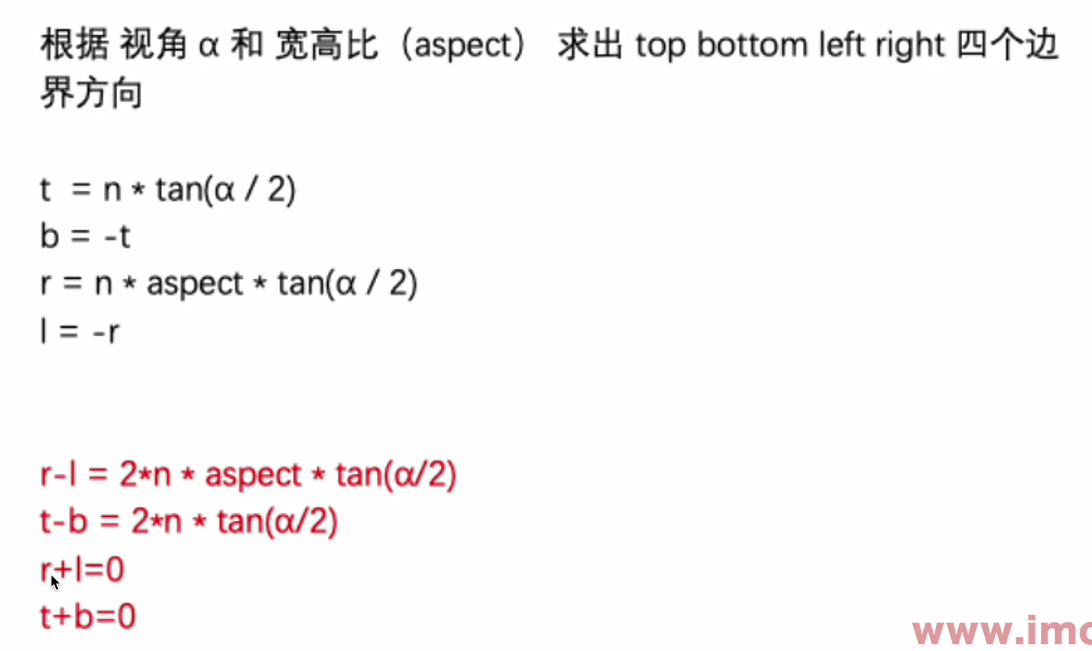 根据 视角 α 和 宽高比（aspect） 求出 top bottom left right 四个边
界方向
t = n * tan(α / 2)
b = -t
r = n * aspect * tan(α / 2)
l = -r
r-l = 2*n * aspect * tan(α/2)
t-b = 2*n * tan(α/2)
r+l=0
t+b=0
www.imo